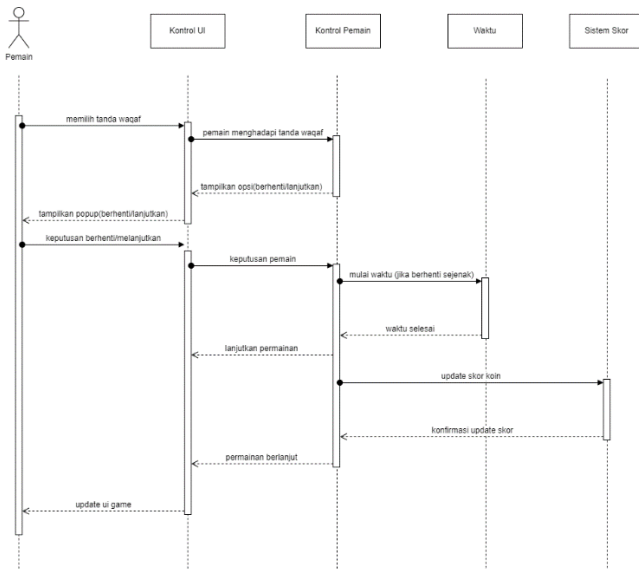 Pemain
Kontrol UI
Kontrol Pemain
Waktu
Sistem Skor
memilih tanda waqaf
pemain menghadapi tanda waqaf
tampilkan opsi(berhenti/lanjutkan)
tampilkan popup(berhenti/lanjutkan)
keputusan berhenti/melanjutkan
keputusan pemain
mulai waktu (jika berhenti sejenak)
waktu selesai
lanjutkan permainan
update skor koin
konfirmasi update skor
permainan berlanjut
update ui game